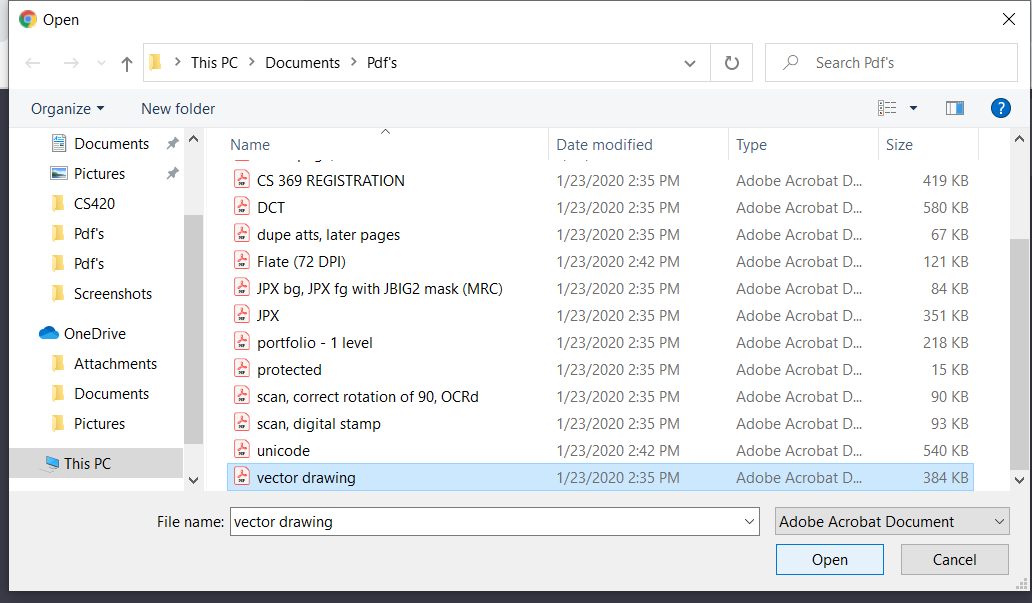 Open
This PC > Documents > Pdf's
Search Pdf's
Organize
New folder
?
Documents
Pictures
CS420
Pdf's
Pdf's
Screenshots
OneDrive
Attachments
Documents
Pictures
This PC
Name Date modified Type Size
CS 369 REGISTRATION 1/23/2020 2:35 PM Adobe Acrobat D... 419 KB
DCT 1/23/2020 2:35 PM Adobe Acrobat D... 580 KB
dupe atts, later pages 1/23/2020 2:35 PM Adobe Acrobat D... 67 KB
Flate (72 DPI) 1/23/2020 2:42 PM Adobe Acrobat D... 121 KB
JPX bg, JPX fg with JBIG2 mask (MRC) 1/23/2020 2:35 PM Adobe Acrobat D... 84 KB
JPX 1/23/2020 2:35 PM Adobe Acrobat D... 351 KB
portfolio - 1 level 1/23/2020 2:35 PM Adobe Acrobat D... 218 KB
protected 1/23/2020 2:35 PM Adobe Acrobat D... 15 KB
scan, correct rotation of 90, OCRd 1/23/2020 2:35 PM Adobe Acrobat D... 90 KB
scan, digital stamp 1/23/2020 2:35 PM Adobe Acrobat D... 93 KB
unicode 1/23/2020 2:42 PM Adobe Acrobat D... 540 KB
vector drawing 1/23/2020 2:35 PM Adobe Acrobat D... 384 KB
File name: vector drawing
Adobe Acrobat Document
Open
Cancel